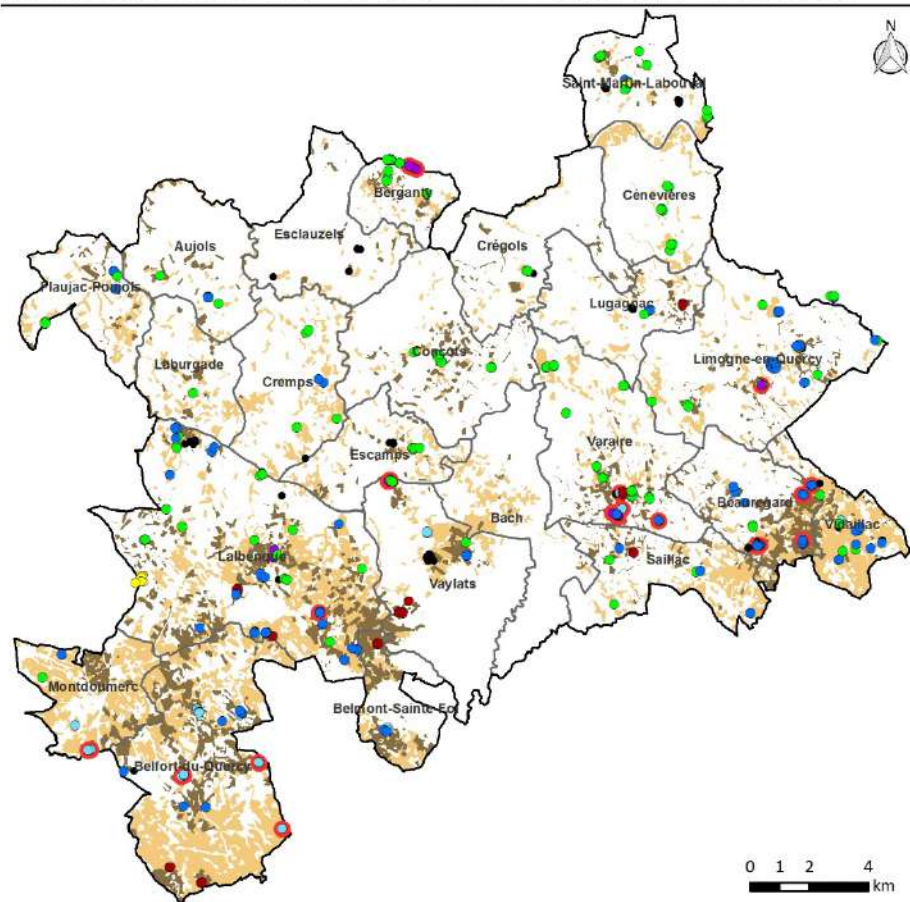 N
Saint-Martin-Labouval
Bérganty
Cénevières
Esclauzels
Crégols
Aujols
Flaujac-Poujols
Lugagnac
Laburgade
Concots
Limogne-en-Quercy
Cremps
Escamps
Varaire
Beauregard
Bach
Vidaillac
Lalbenque
Vaylats
Saillac
Montdoumerc
Belmont-Sainte-Foi
Belfort-du-Quercy
0 1 2 4
km